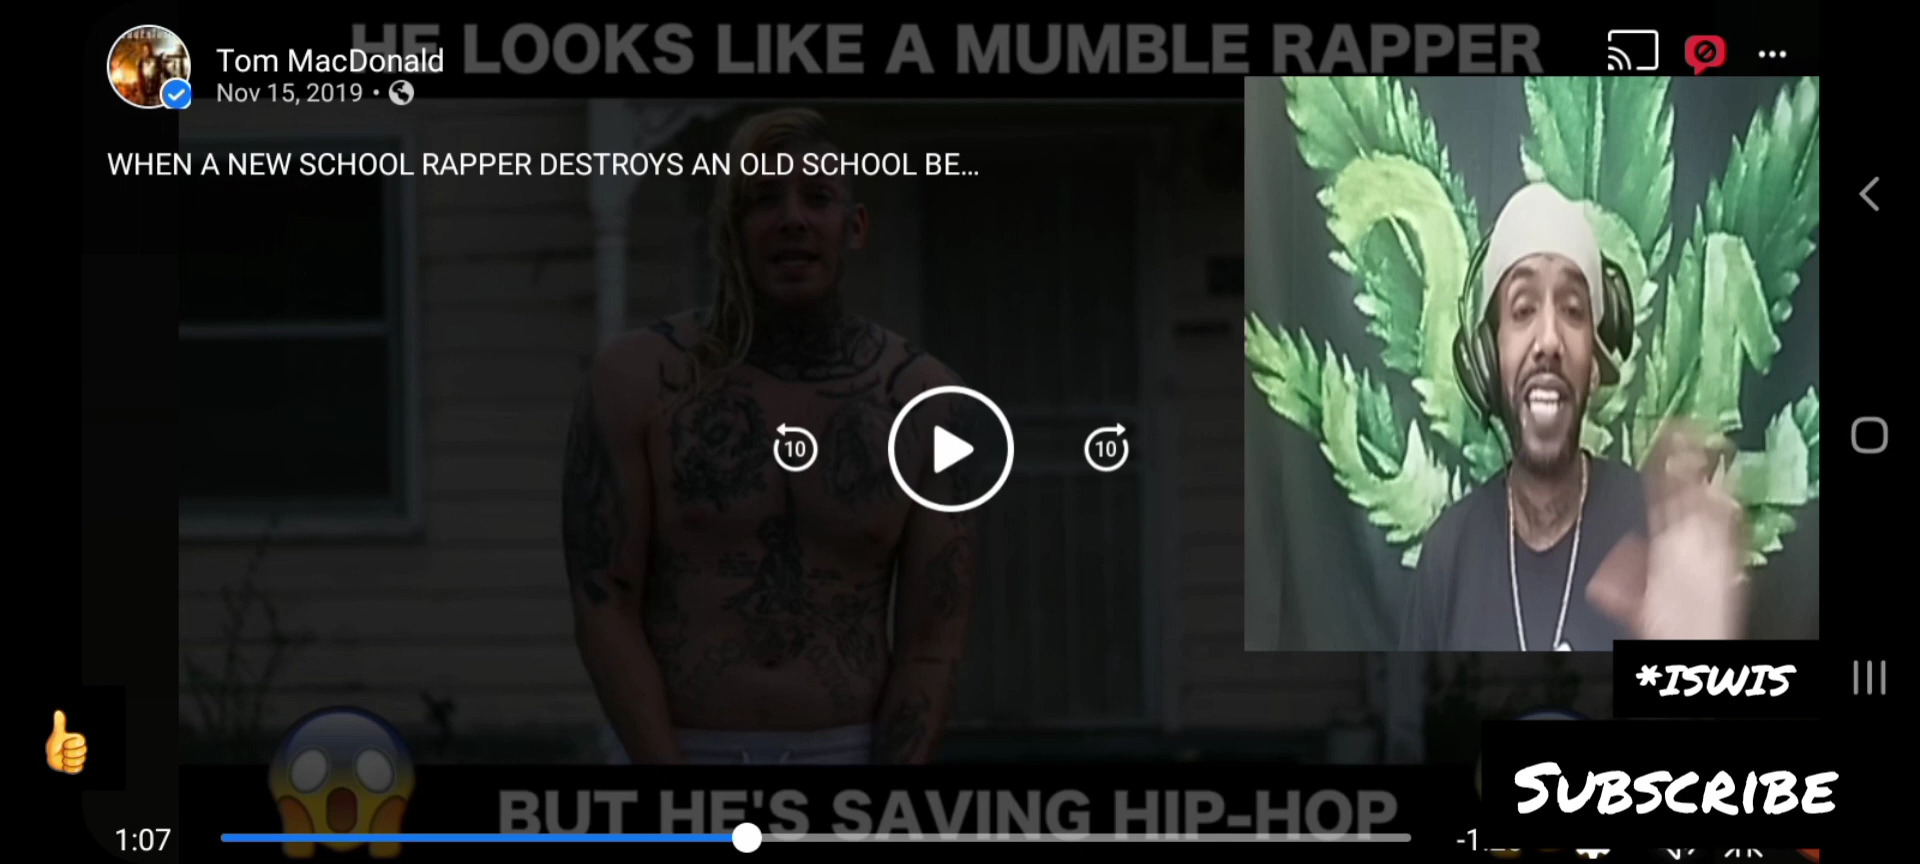 HE LOOKS LIKE A MUMBLE RAPPER
Tom MacDonald
Nov 15, 2019 •
WHEN A NEW SCHOOL RAPPER DESTROYS AN OLD SCHOOL BE...
10
10
*ISWIS
SUBSCRIBE
BUT HE'S SAVING HIP-HOP
1:07